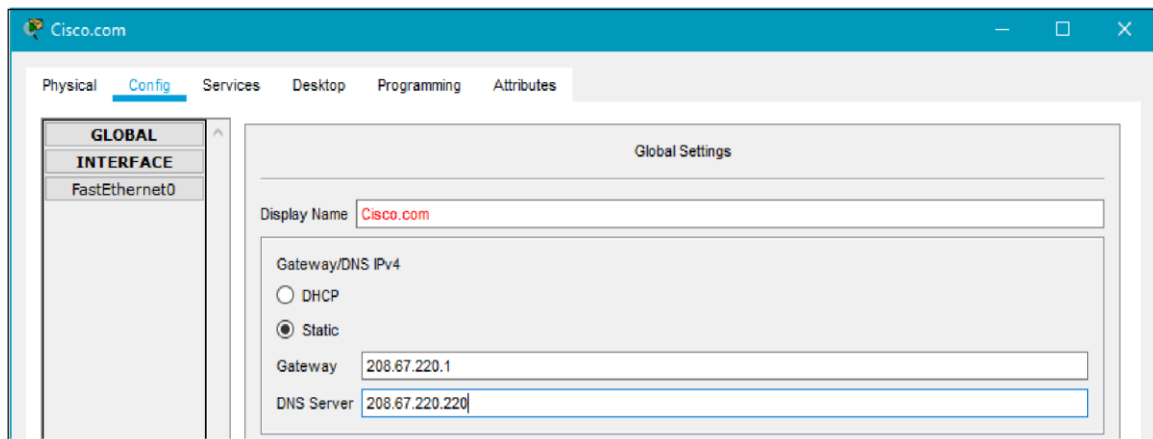 Cisco.com
Physical Config Services Desktop Programming Attributes
GLOBAL
INTERFACE
FastEthernet0
Global Settings
Display Name Cisco.com
Gateway/DNS IPv4
DHCP
Static
Gateway 208.67.220.1
DNS Server 208.67.220.220